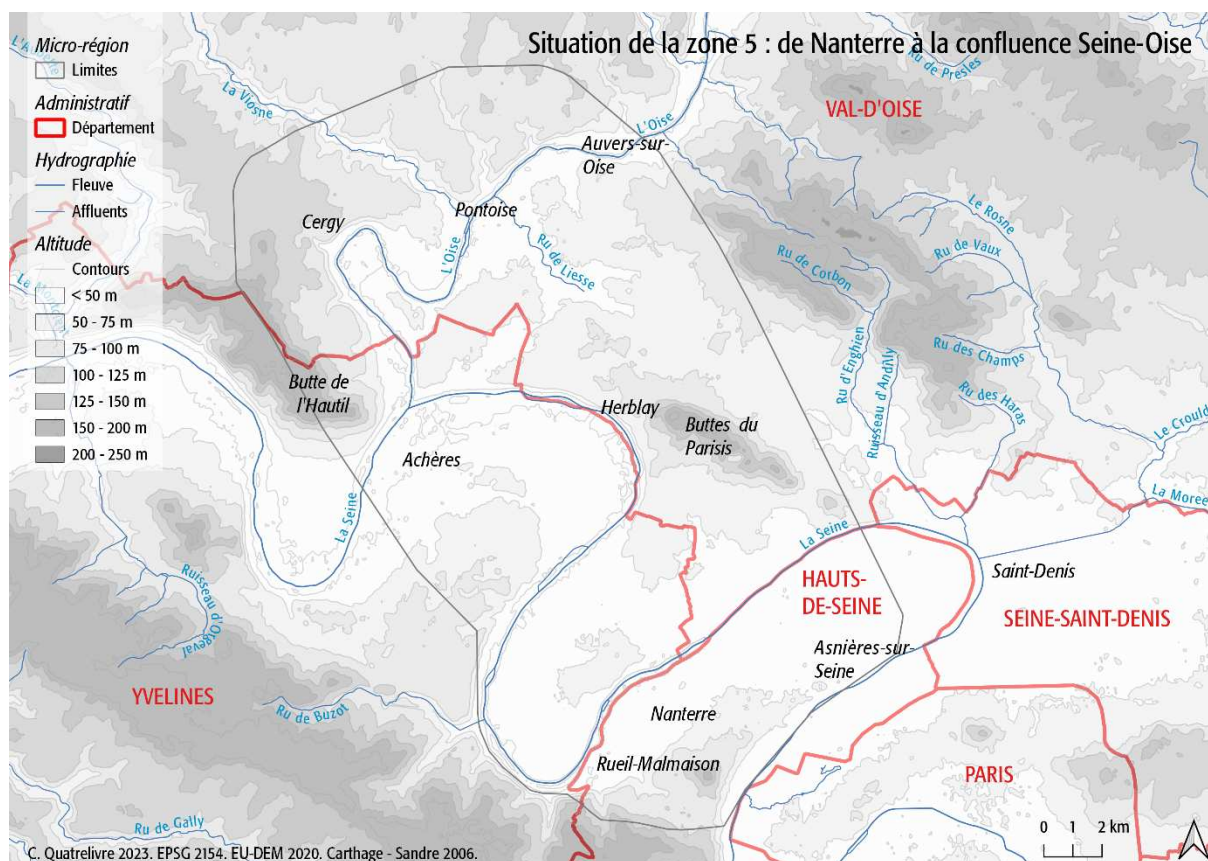 Situation de la zone 5 : de Nanterre à la confluence Seine-Oise
Micro-région
Limites
Administratif
Département
Hydrographie
Fleuve
Affluents
Altitude
Contours
< 50 m
50 - 75 m
75 - 100 m
100 - 125 m
125 - 150 m
150 - 200 m
200 - 250 m
La Viosne
Ru de Presles
VAL-D'OISE
L'Oise
Auvers-sur-
Oise
Pontoise
Cergy
L'Oise
Ru de Liesse
Le Rosne
Ru de Vaux
Ru de Corbon
Ru d'Enghien
Ruisseau d'Andilly
Ru des Champs
Ru des Haras
Butte de
l'Hautil
Herblay
Buttes du
Parisis
Achères
Le Crould
La Moree
La Seine
La Seine
HAUTS-
DE-SEINE
Saint-Denis
SEINE-SAINT-DENIS
Ruisseau d'Orgeval
Asnières-sur-
Seine
YVELINES
Ru de Buzot
Nanterre
Rueil-Malmaison
PARIS
Ru de Gally
0 1 2 km
C. Quatrelivre 2023. EPSG 2154. EU-DEM 2020. Carthage - Sandre 2006.